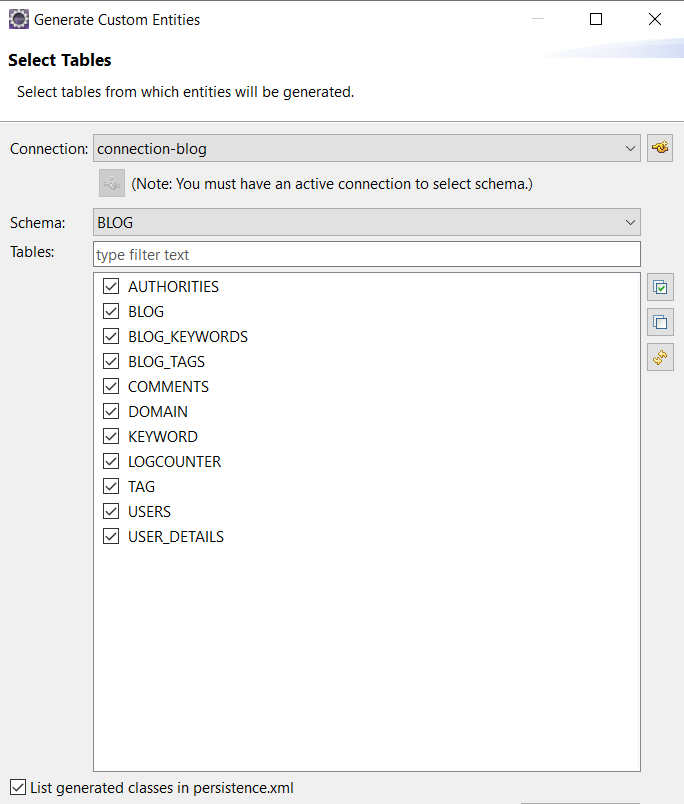 Generate Custom Entities
Select Tables
Select tables from which entities will be generated.
Connection: connection-blog
(Note: You must have an active connection to select schema.)
Schema: BLOG
Tables: type filter text
AUTHORITIES
BLOG
BLOG_KEYWORDS
BLOG_TAGS
COMMENTS
DOMAIN
KEYWORD
LOGCOUNTER
TAG
USERS
USER_DETAILS
List generated classes in persistence.xml